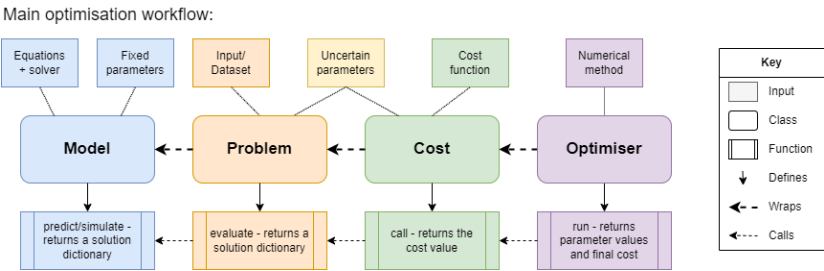 Main optimisation workflow:
Equations
+ solver
Fixed
parameters
Input/
Dataset
Uncertain
parameters
Cost
function
Numerical
method
Model
Problem
Cost
Optimiser
predict/simulate -
returns a solution
dictionary
evaluate - returns a
solution dictionary
call - returns the
cost value
run - returns
parameter values
and final cost
Key
Input
Class
Function
Defines
Wraps
Calls